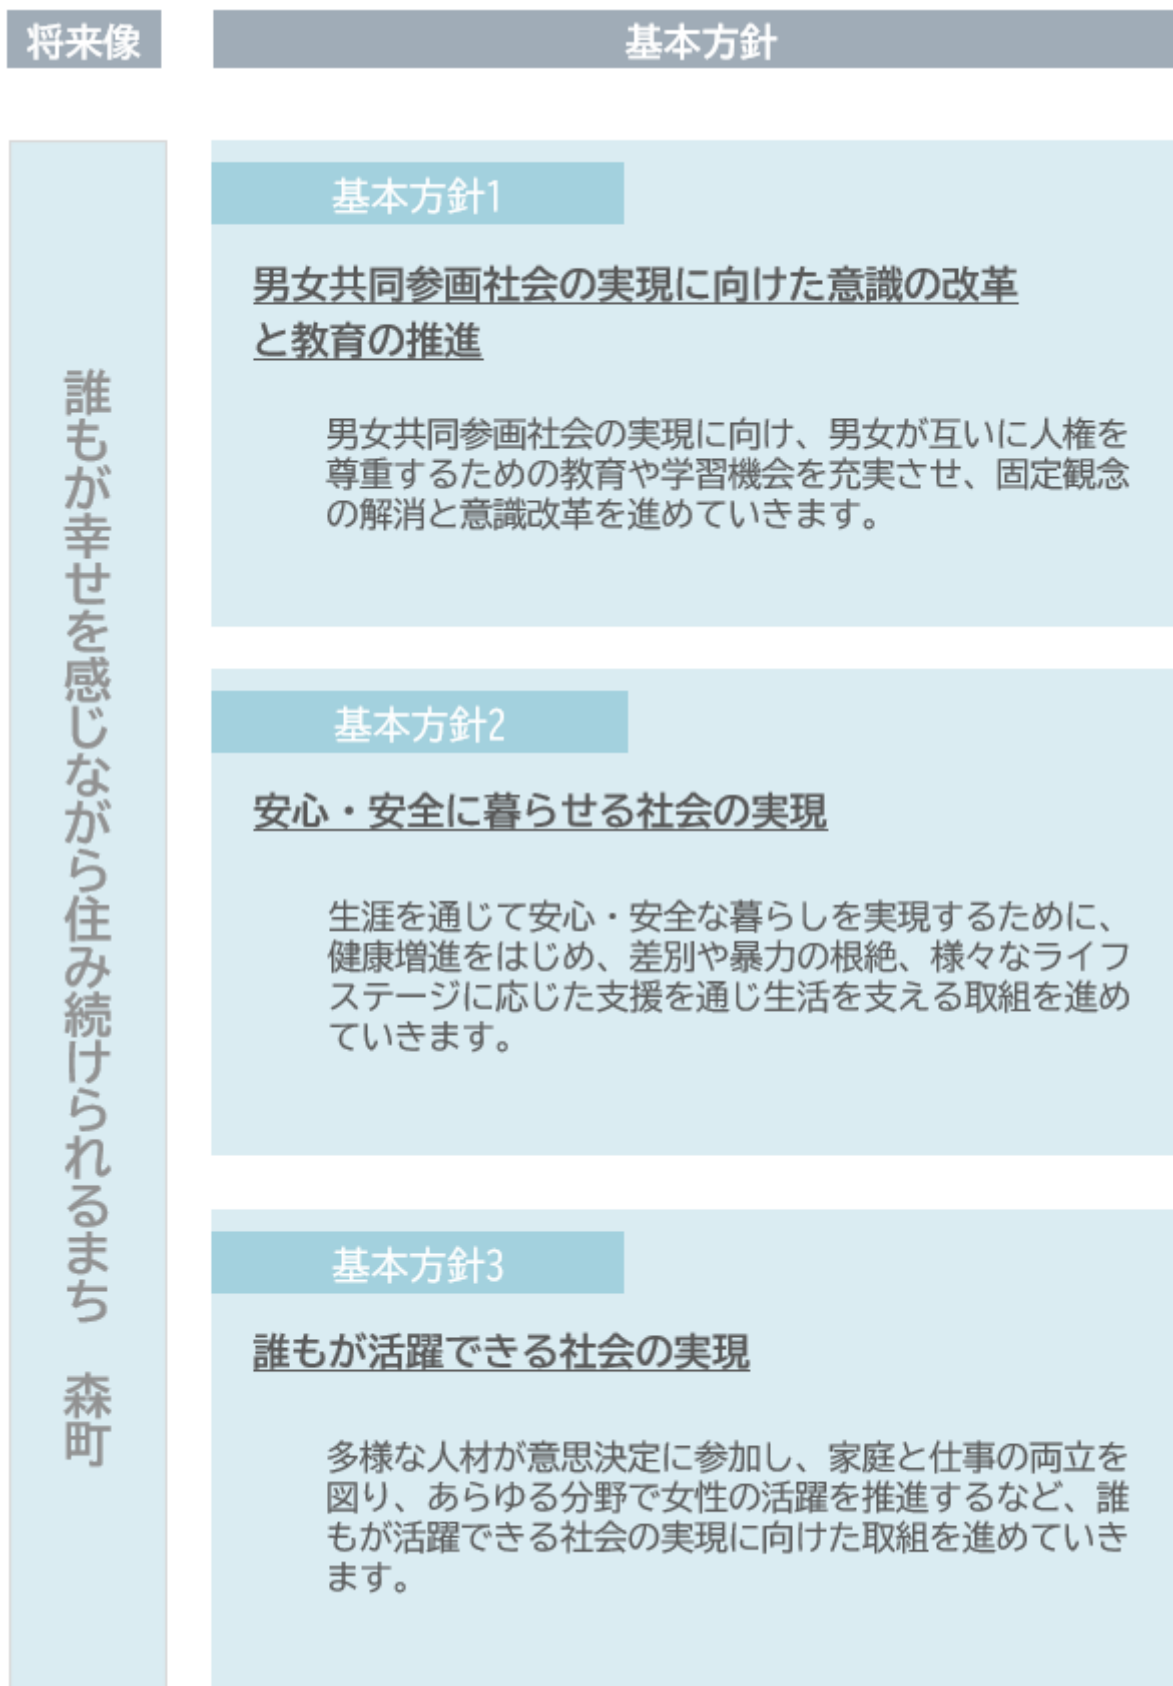 将来像
基本方針
誰もが幸せを感じながら住み続けられるまち　森町
基本方針1
男女共同参画社会の実現に向けた意識の改革
と教育の推進
男女共同参画社会の実現に向け、男女が互いに人権を
尊重するための教育や学習機会を充実させ、固定観念
の解消と意識改革を進めていきます。
基本方針2
安心・安全に暮らせる社会の実現
生涯を通じて安心・安全な暮らしを実現するために、
健康増進をはじめ、差別や暴力の根絶、様々なライフ
ステージに応じた支援を通じ生活を支える取組を進め
ていきます。
基本方針3
誰もが活躍できる社会の実現
多様な人材が意思決定に参加し、家庭と仕事の両立を
図り、あらゆる分野で女性の活躍を推進するなど、誰
もが活躍できる社会の実現に向けた取組を進めていき
ます。